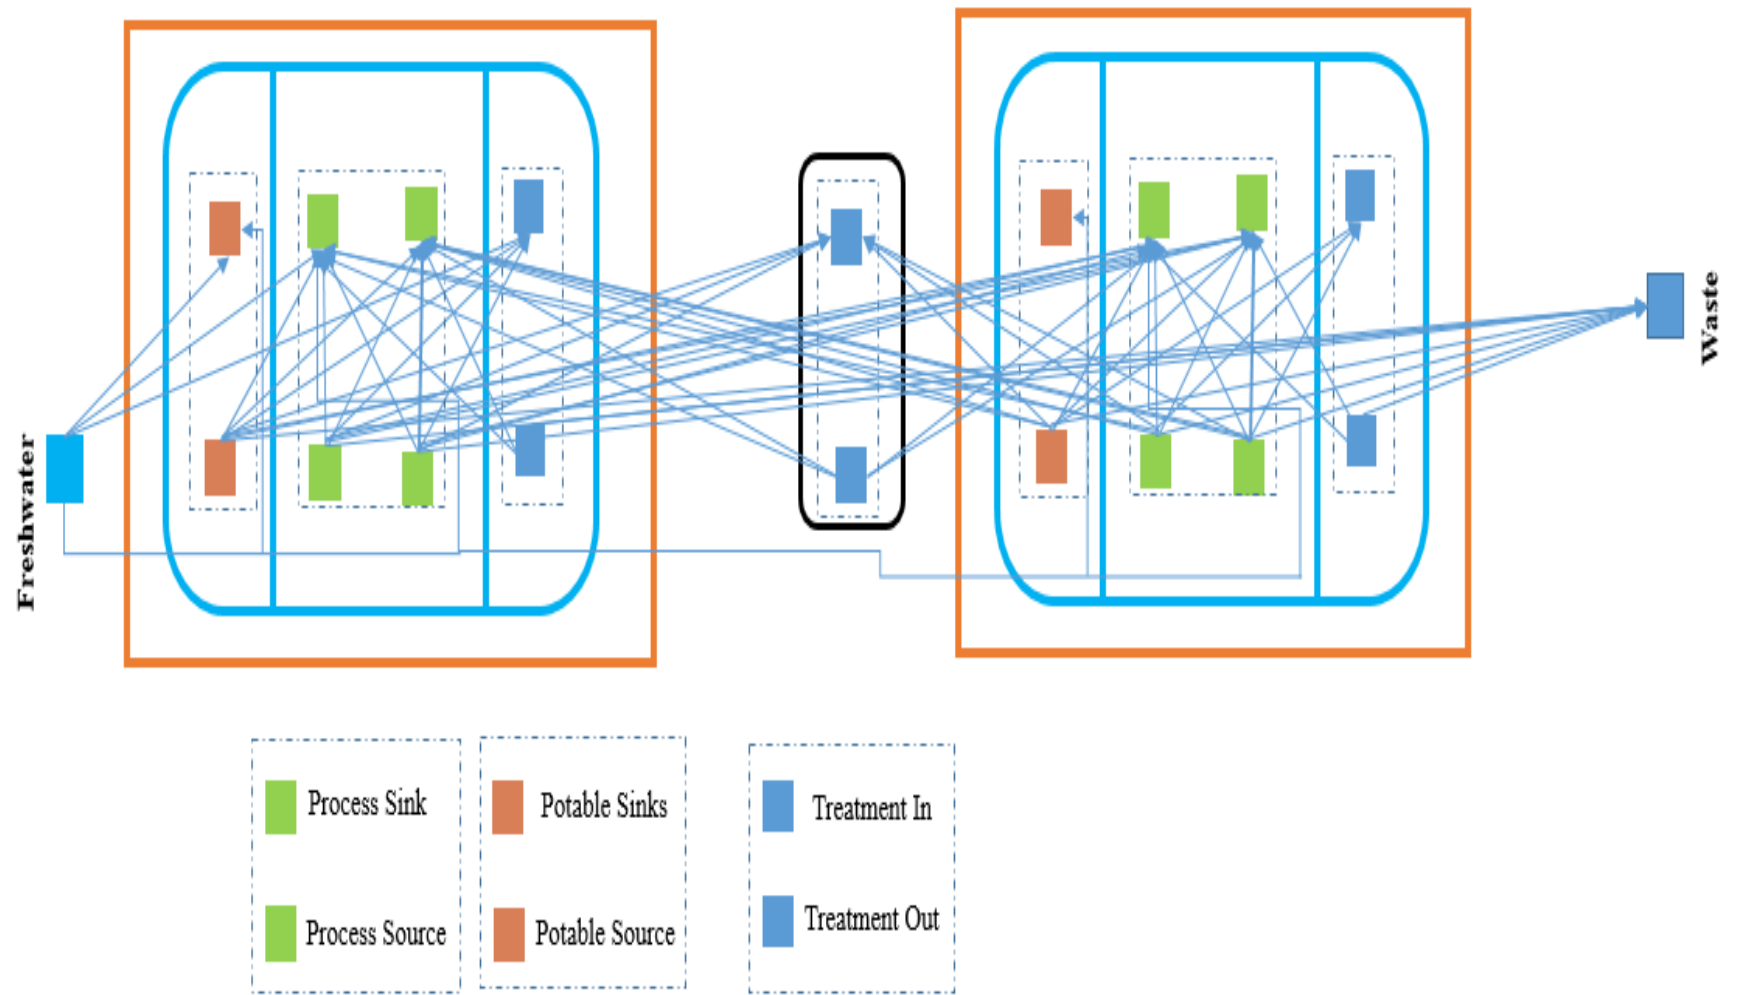 Freshwater
Waste
Process Sink
Process Source
Potable Sinks
Potable Source
Treatment In
Treatment Out